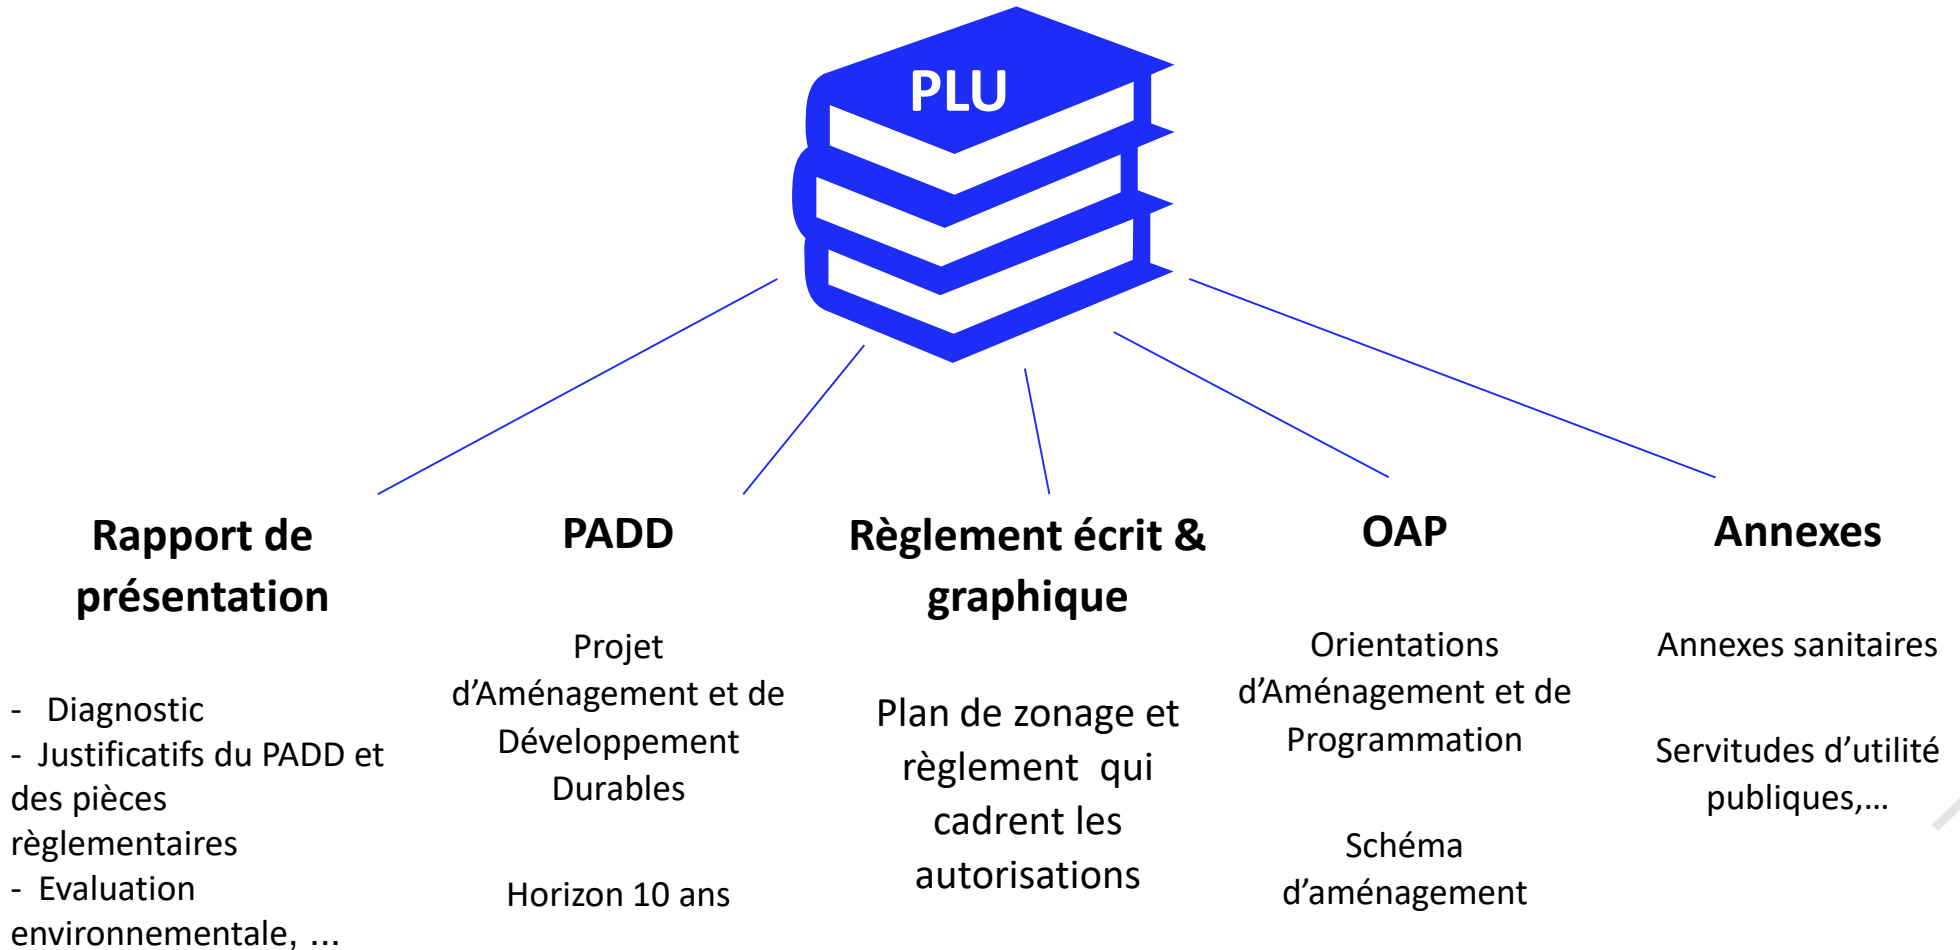 PLU
Rapport de
présentation
-   Diagnostic
-  Justificatifs du PADD et
des pièces
règlementaires
-  Evaluation
environnementale, ...
PADD
Projet
d’Aménagement et de
Développement
Durables
Horizon 10 ans
Règlement écrit &
graphique
Plan de zonage et
règlement  qui
cadrent les
autorisations
OAP
Orientations
d’Aménagement et de
Programmation
Schéma
d’aménagement
Annexes
Annexes sanitaires
Servitudes d’utilité
publiques,...